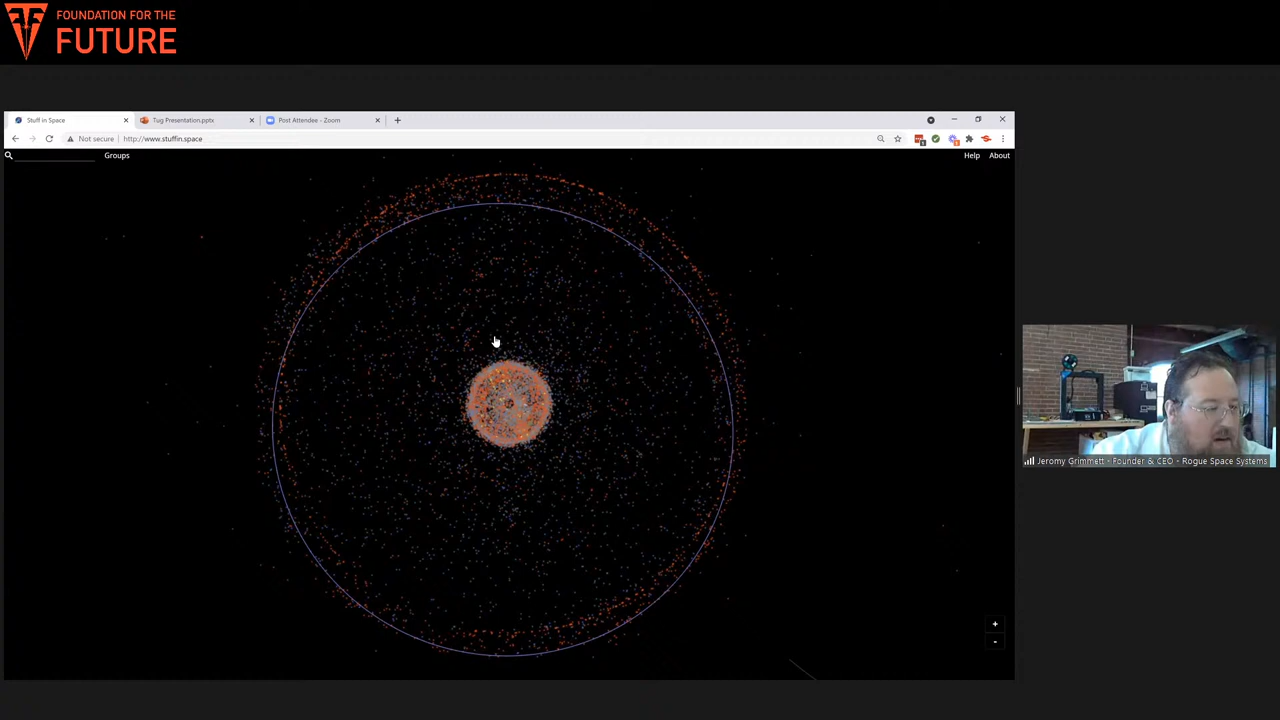 FOUNDATION FOR THE
FUTURE
Stuff in Space
Tug Presentation.pptx
Post Attendee - Zoom
Not secure
http://www.stuffin.space
Groups
Help
About
+
-
Jeromy Grimmett - Founder & CEO - Rogue Space Systems